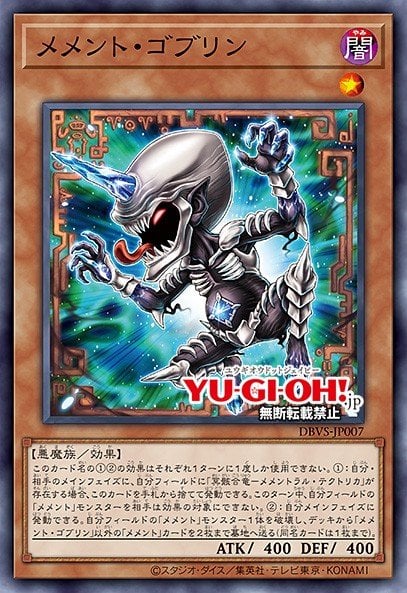 メメント・ゴブリン
やみ
闇
ユウギオウドットジェイピー
YU-GI-OH!.jp
無断転載禁止
DBVS-JP007
【悪魔族／効果】
このカード名の①②の効果はそれぞれ1ターンに1度しか使用できない。①：自分・
相手のメインフェイズに、自分フィールドに「冥骸合竜－メメントラル・テクトリカ」が
存在する場合、このカードを手札から捨てて発動できる。このターン中、自分フィールドの
「メメント」モンスターを相手は効果の対象にできない。②：自分メインフェイズに
発動できる。自分フィールドの「メメント」モンスター1体を破壊し、デッキから「メメ
ント・ゴブリン」以外の「メメント」カードを2枚まで墓地へ送る(同名カードは1枚まで)。
ATK/ 400 DEF/ 400
©スタジオ・ダイス／集英社・テレビ東京・KONAMI